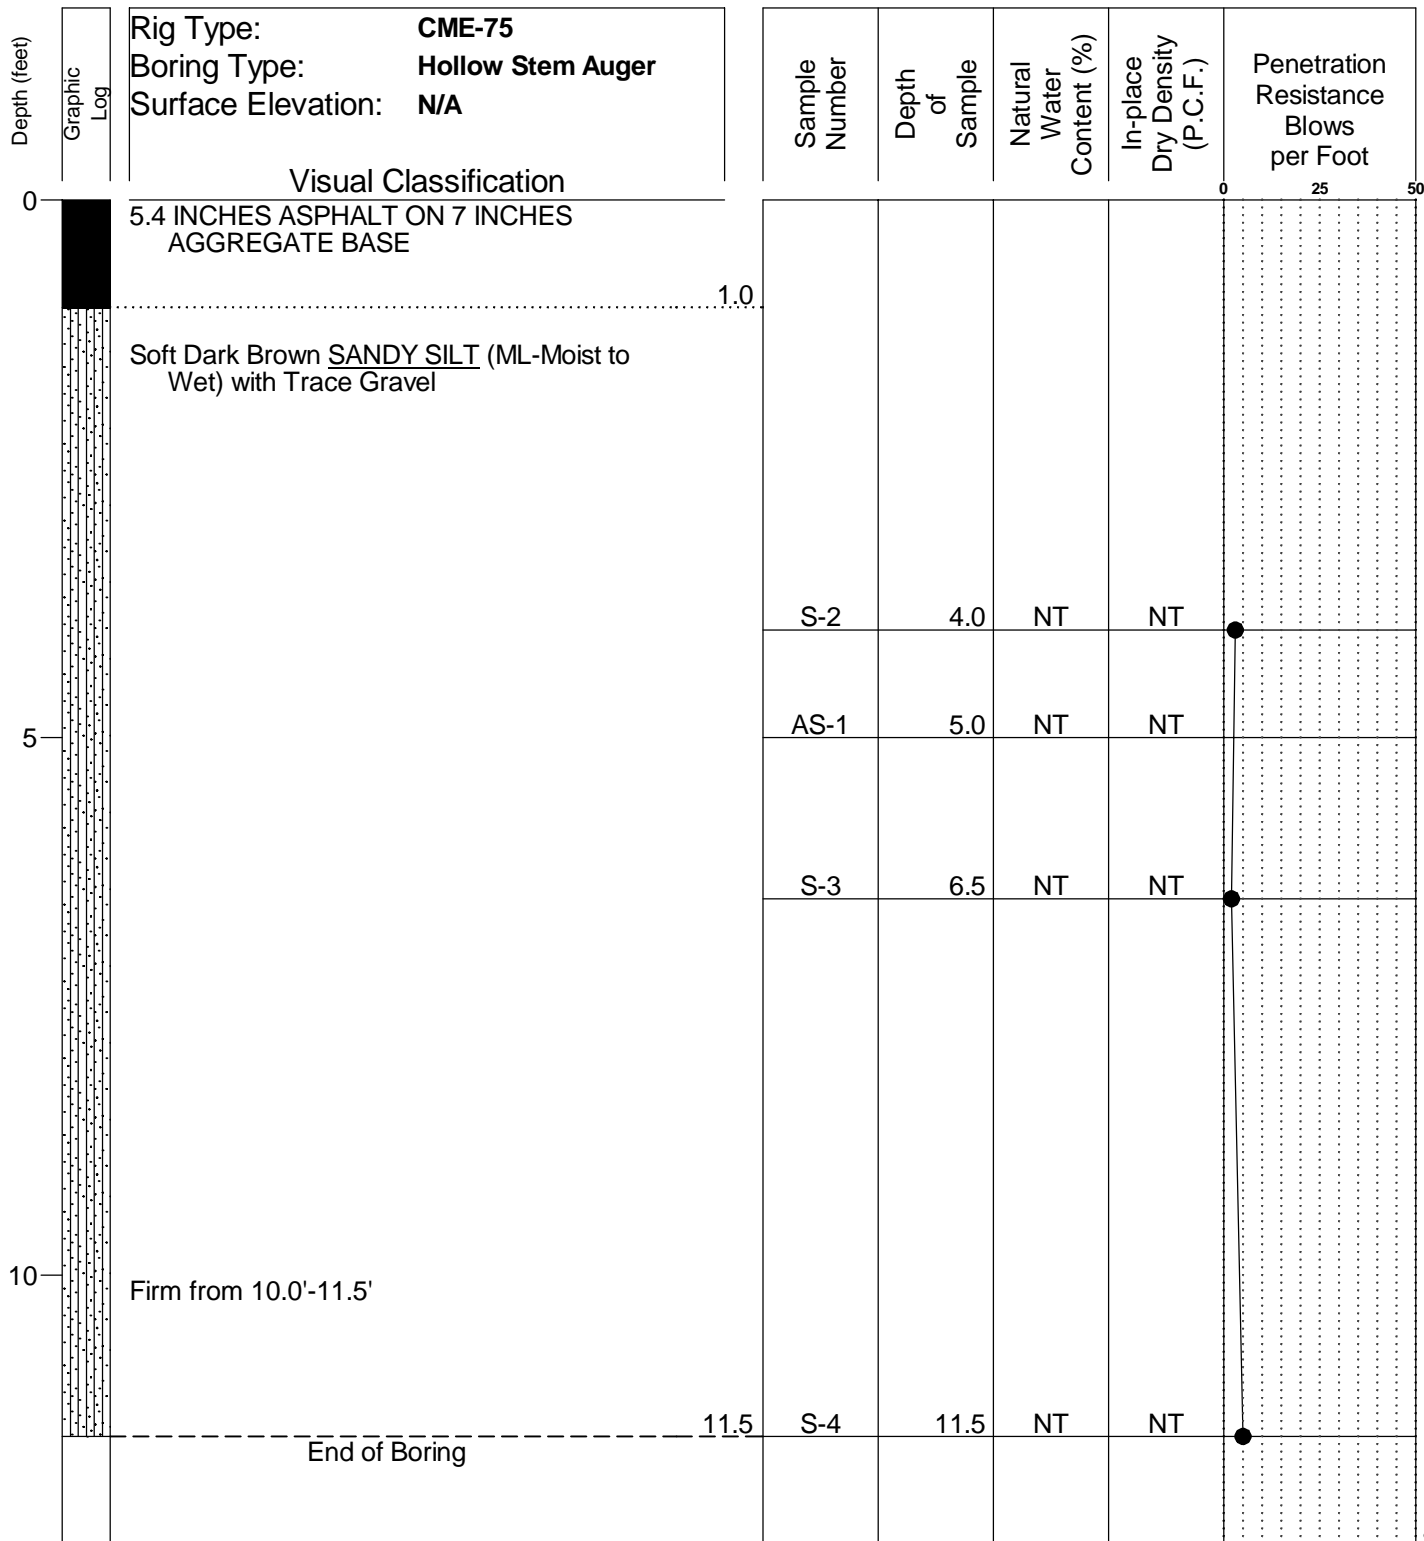 Depth (feet)
Graphic
Log
Rig Type: CME-75
Boring Type: Hollow Stem Auger
Surface Elevation: N/A
Visual Classification
Sample
Number
Depth
of
Sample
Natural
Water
Content (%)
In-place
Dry Density
(P.C.F.)
Penetration
Resistance
Blows
per Foot
0 25 50
0
5.4 INCHES ASPHALT ON 7 INCHES
AGGREGATE BASE
1.0
Soft Dark Brown SANDY SILT (ML-Moist to
Wet) with Trace Gravel
S-2 4.0 NT NT
5
AS-1 5.0 NT NT
S-3 6.5 NT NT
10
Firm from 10.0'-11.5'
11.5 S-4 11.5 NT NT
End of Boring